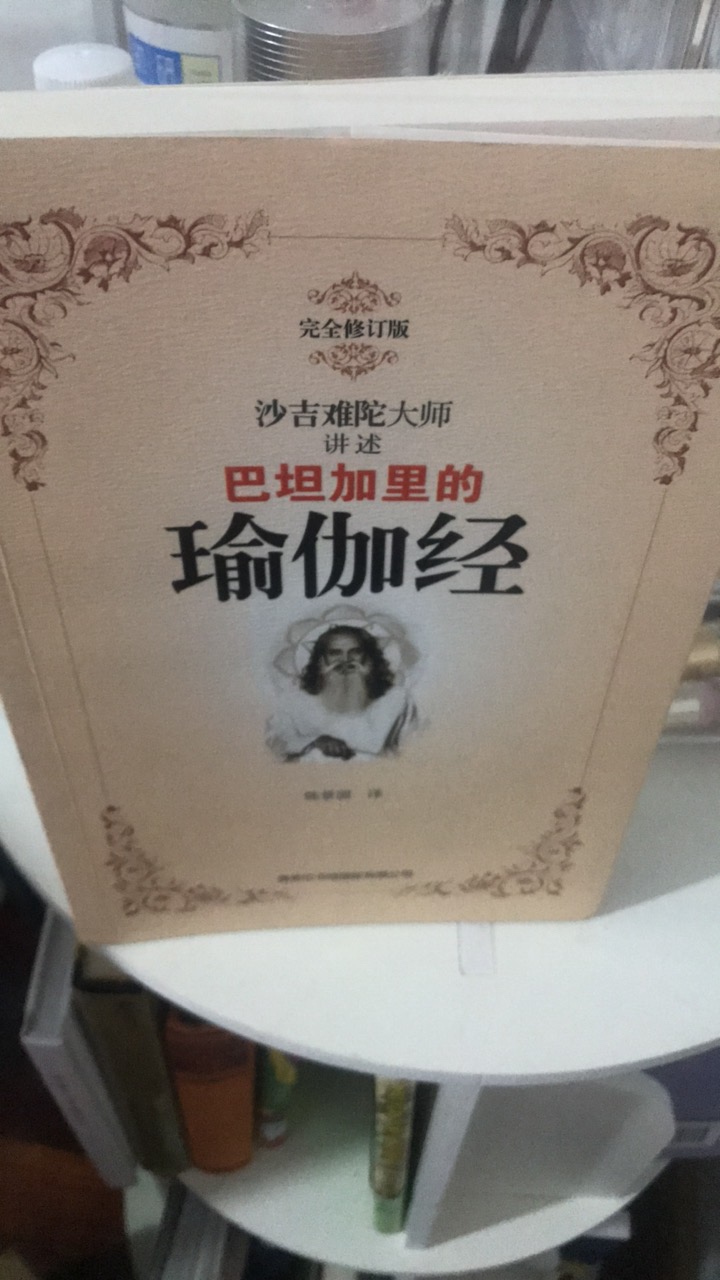 完全修订版
沙吉难陀大师
讲述
巴坦加里的
瑜伽经
译